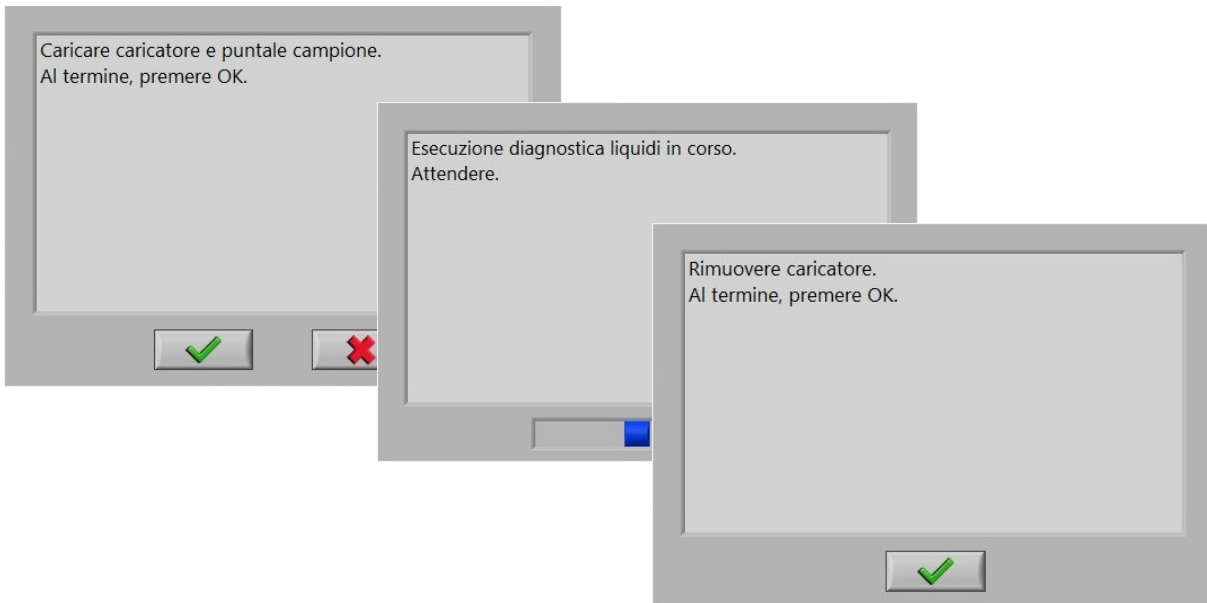 Caricare caricatore e puntale campione.
Al termine, premere OK.
Esecuzione diagnostica liquidi in corso.
Attendere.
Rimuovere caricatore.
Al termine, premere OK.